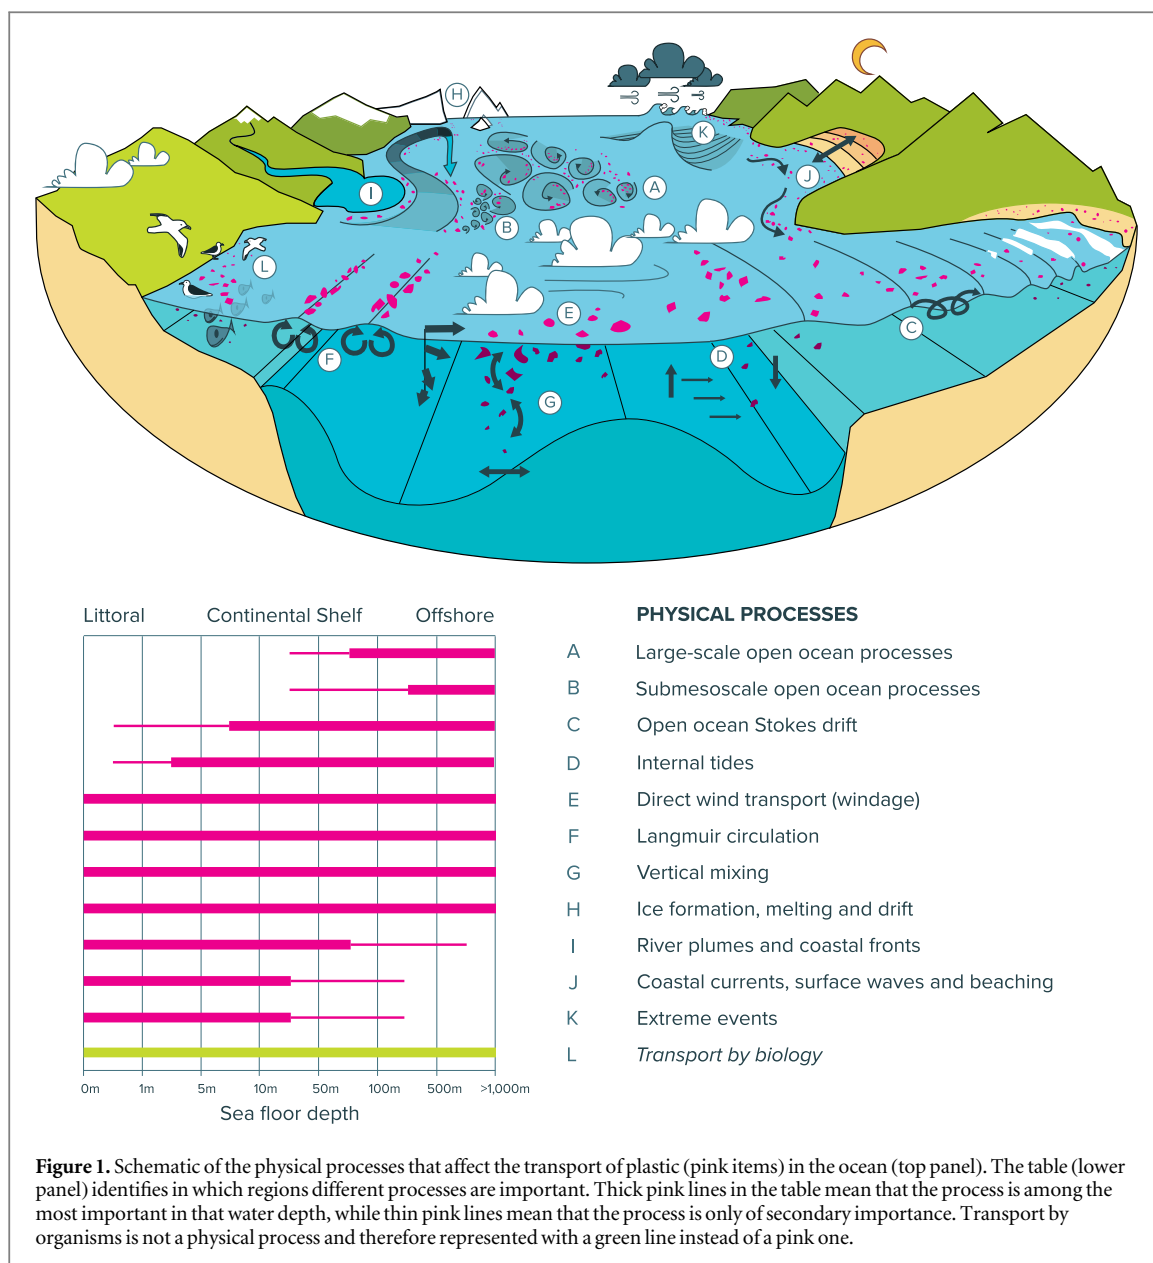 H
K
J
A
I
B
L
E
C
F
D
G
Littoral Continental Shelf Offshore
PHYSICAL PROCESSES
A Large-scale open ocean processes
B Submesoscale open ocean processes
C Open ocean Stokes drift
D Internal tides
E Direct wind transport (windage)
F Langmuir circulation
G Vertical mixing
H Ice formation, melting and drift
I River plumes and coastal fronts
J Coastal currents, surface waves and beaching
K Extreme events
L Transport by biology
0m 1m 5m 10m 50m 100m 500m >1,000m
Sea floor depth
Figure 1. Schematic of the physical processes that affect the transport of plastic (pink items) in the ocean (top panel). The table (lower
panel) identifies in which regions different processes are important. Thick pink lines in the table mean that the process is among the
most important in that water depth, while thin pink lines mean that the process is only of secondary importance. Transport by
organisms is not a physical process and therefore represented with a green line instead of a pink one.